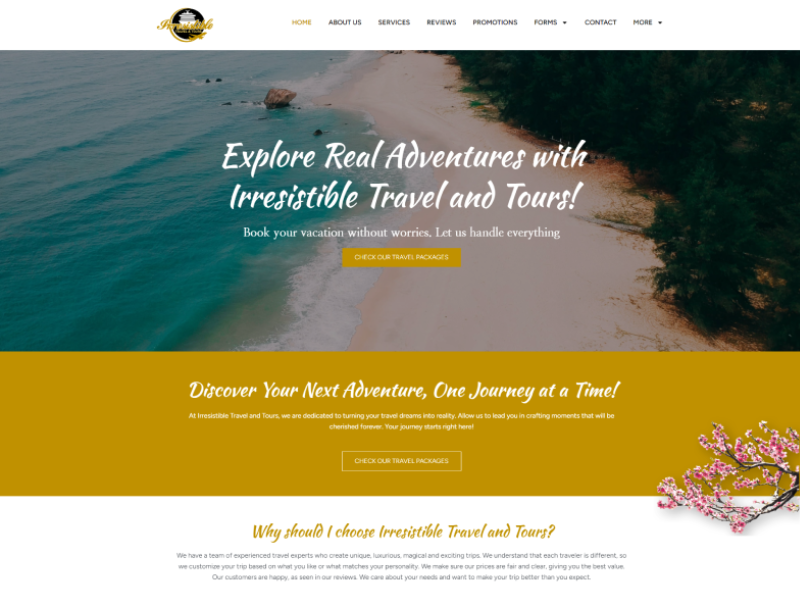 Irresistible
HOME
ABOUT US
SERVICES
REVIEWS
PROMOTIONS
FORMS
CONTACT
MORE
Explore Real Adventures with
Irresistible Travel and Tours!
Book your vacation without worries, Let us handle everything
CHECK OUR TRAVEL PACKAGES
Discover Your Next Adventure, One Journey at a Time!
At Irresistible Travel and Tours, we are dedicated to turning your travel dreams into reality. Allow us to lead you in crafting moments that will be
cherished forever. Your journey starts right here!
CHECK OUR TRAVEL PACKAGES
Why should I choose Irresistible Travel and Tours?
We have a team of experienced travel experts who create unique, luxurious, magical and exciting trips. We understand that each traveler is different, so
we customize your trip based on what you like or what matches your personality. We make sure our prices are fair and clear, giving you the best value.
Our customers are happy, as seen in our reviews. We care about your needs and want to make your trip better than you expect.